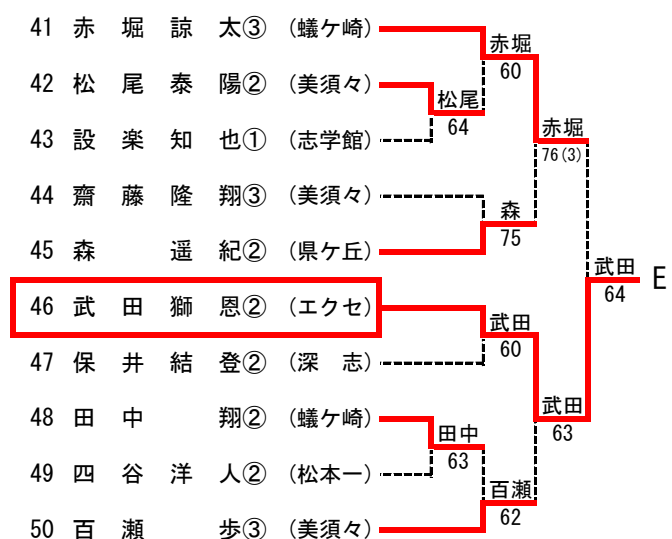 41 赤堀諒太③ (蟻ケ崎)
赤堀
60
42 松尾泰陽② (美須々)
松尾
64
43 設楽知也① (志学館)
赤堀
76(3)
44 齋藤隆翔③ (美須々)
森
75
45 森遥紀② (県ケ丘)
武田
64
E
46 武田獅恩② (エクセ)
武田
60
47 保井結登② (深志)
武田
63
48 田中翔② (蟻ケ崎)
田中
63
49 四谷洋人② (松本一)
百瀬
62
50 百瀬歩③ (美須々)